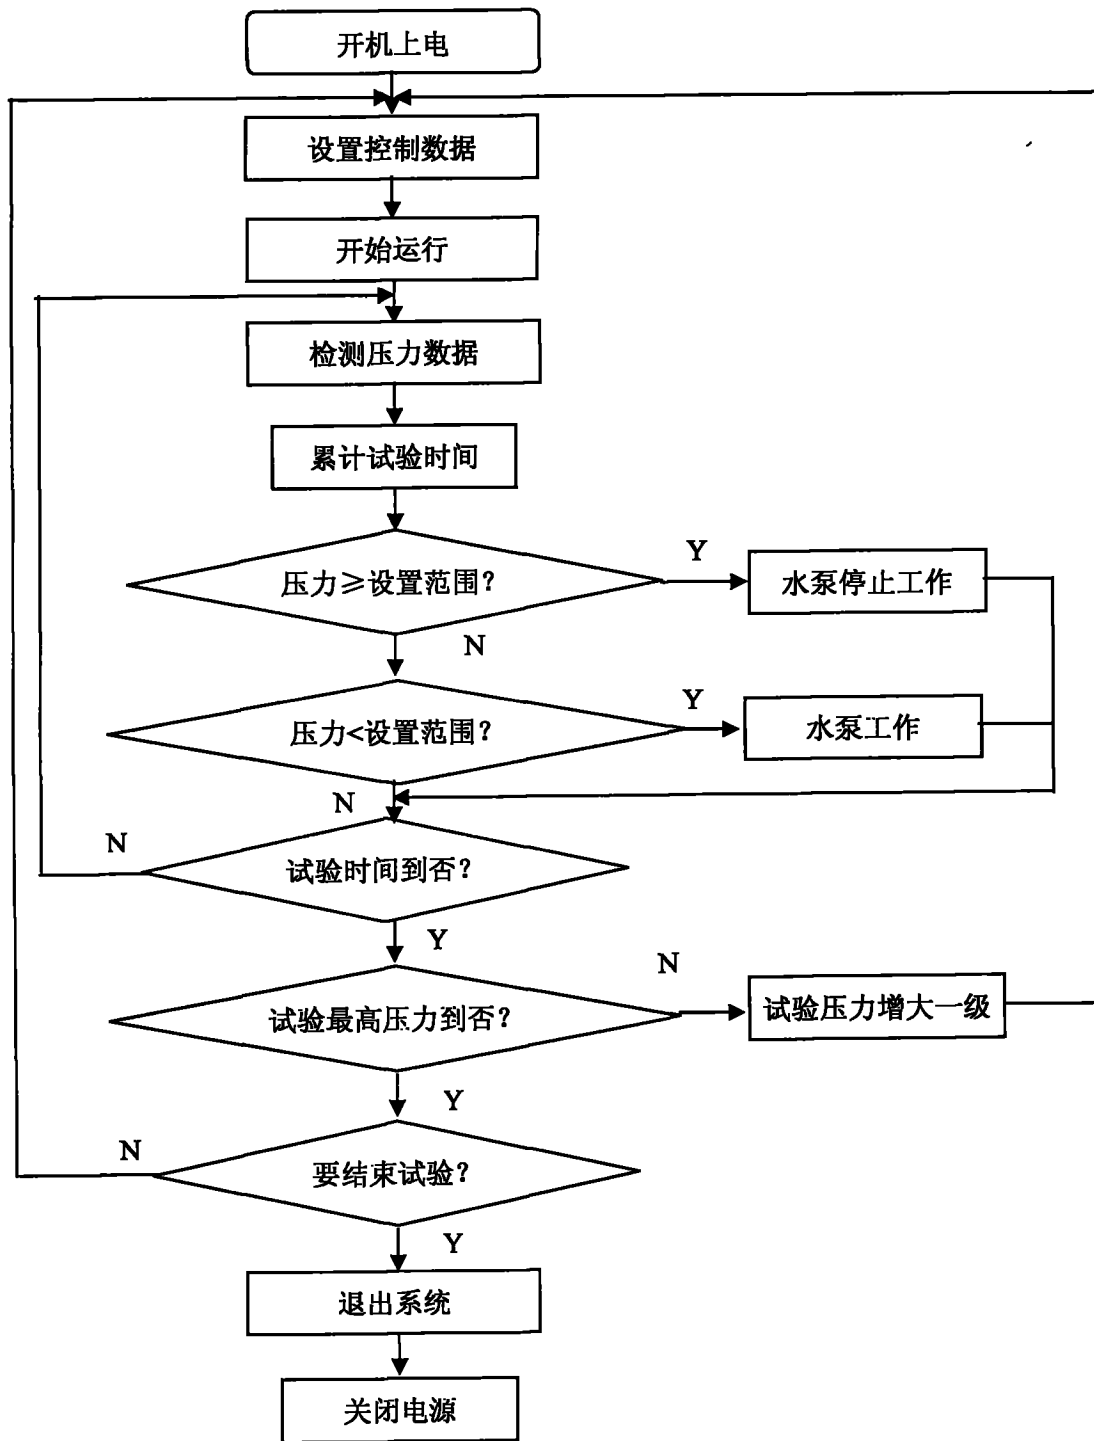 开机上电
设置控制数据
开始运行
检测压力数据
累计试验时间
压力≥设置范围?
Y
水泵停止工作
N
压力<设置范围?
Y
水泵工作
N
N
试验时间到否?
Y
N
试验最高压力到否?
试验压力增大一级
Y
N
要结束试验?
Y
退出系统
关闭电源